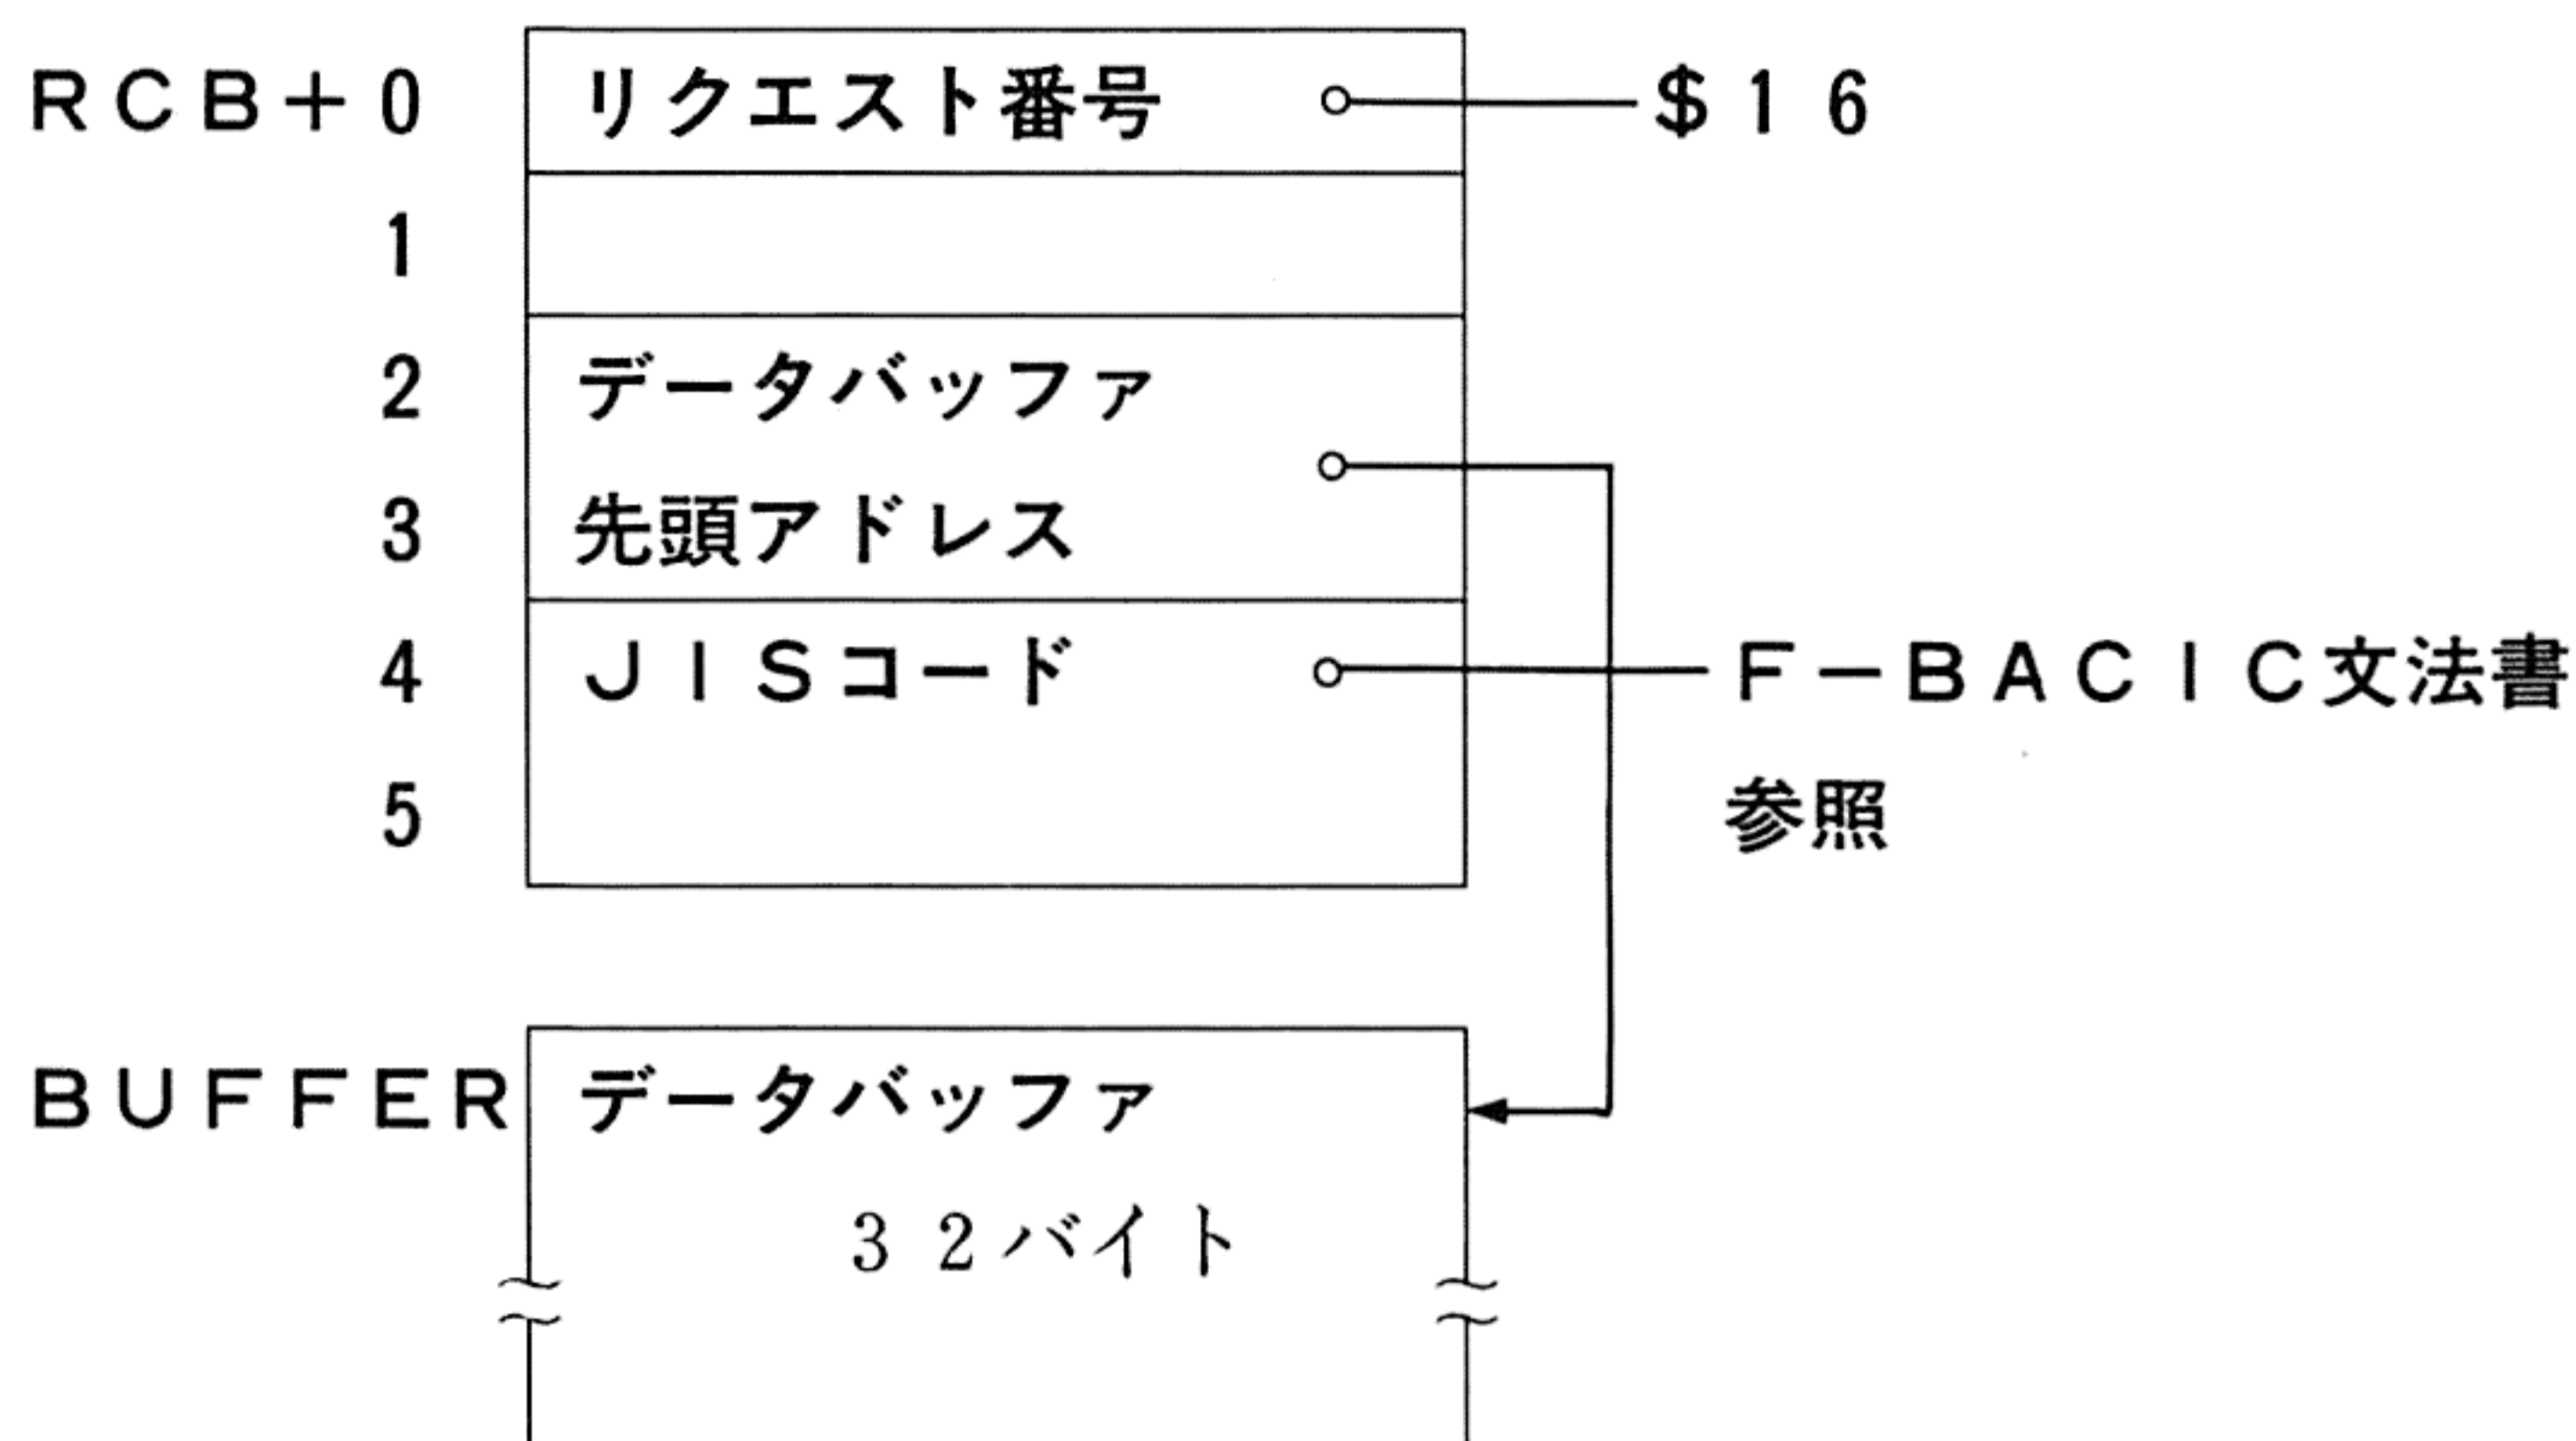 RCB+0 リクエスト番号 $16
1
2 データバッファ
3 先頭アドレス
4 JISコード F-BACIC文法書
5 参照
BUFFER データバッファ
32バイト